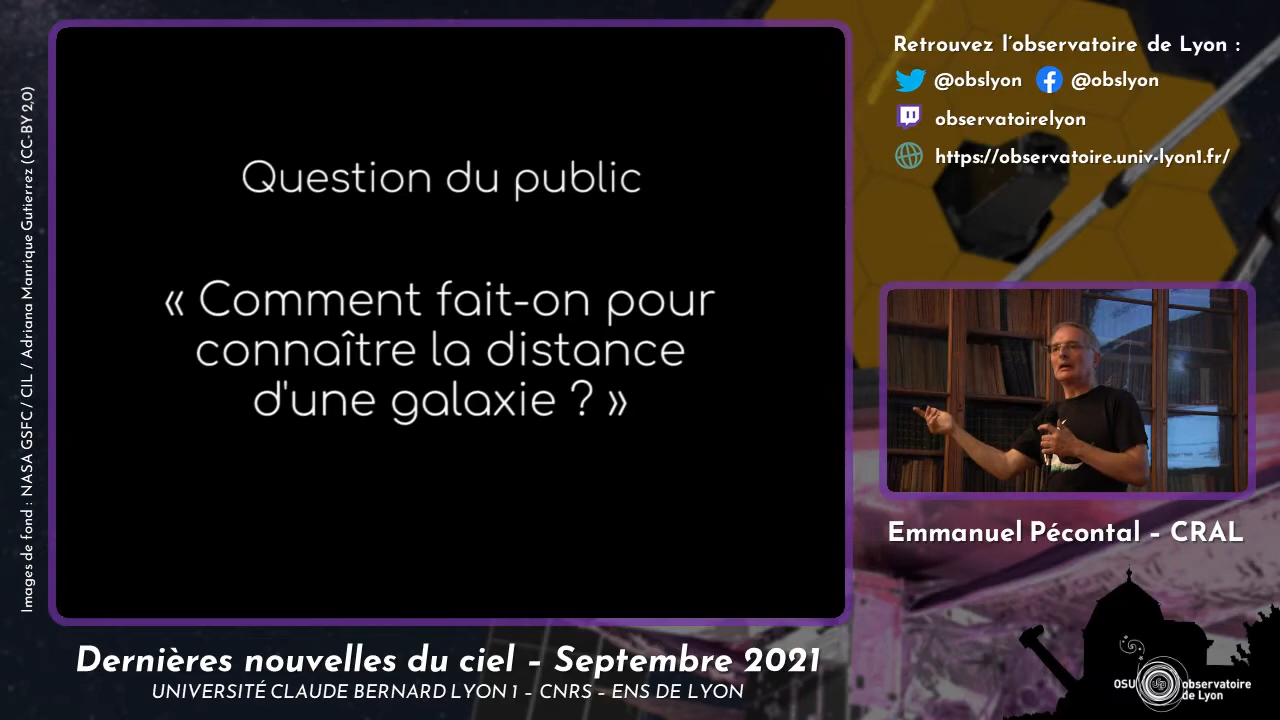 Images de fond : NASA GSFC / CIL / Adriana Manrique Gutierrez (CC-BY 2.0)
Question du public
« Comment fait-on pour
connaître la distance
d'une galaxie ? »
Retrouvez l'observatoire de Lyon :
@obslyon @obslyon
observatoirelyon
https://observatoire.univ-lyon1.fr/
Emmanuel Pécontal – CRAL
Dernières nouvelles du ciel – Septembre 2021
UNIVERSITÉ CLAUDE BERNARD LYON 1 – CNRS – ENS DE LYON
OSU observatoire
de Lyon